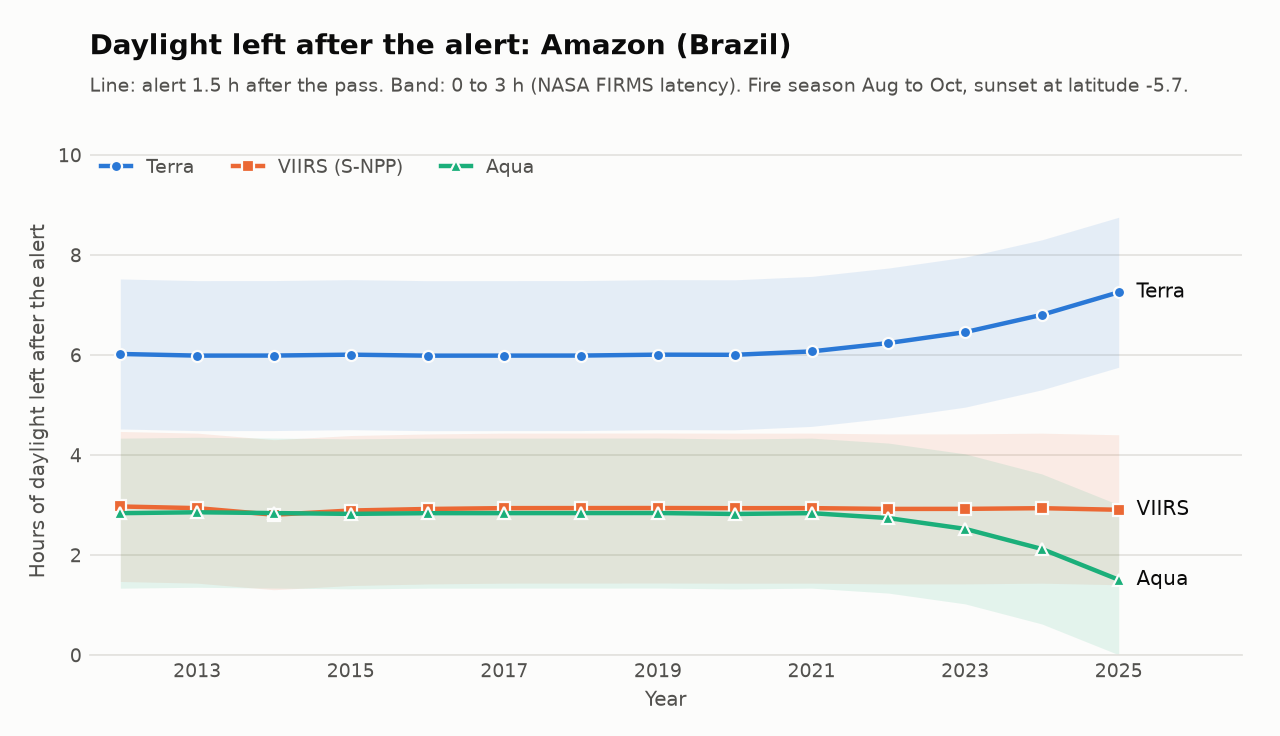 Daylight left after the alert: Amazon (Brazil)
Line: alert 1.5 h after the pass. Band: 0 to 3 h (NASA FIRMS latency). Fire season Aug to Oct, sunset at latitude -5.7.
Terra VIIRS (S-NPP) Aqua
Hours of daylight left after the alert
10
8
6
4
2
0
Terra
VIIRS
Aqua
2013 2015 2017 2019 2021 2023 2025
Year